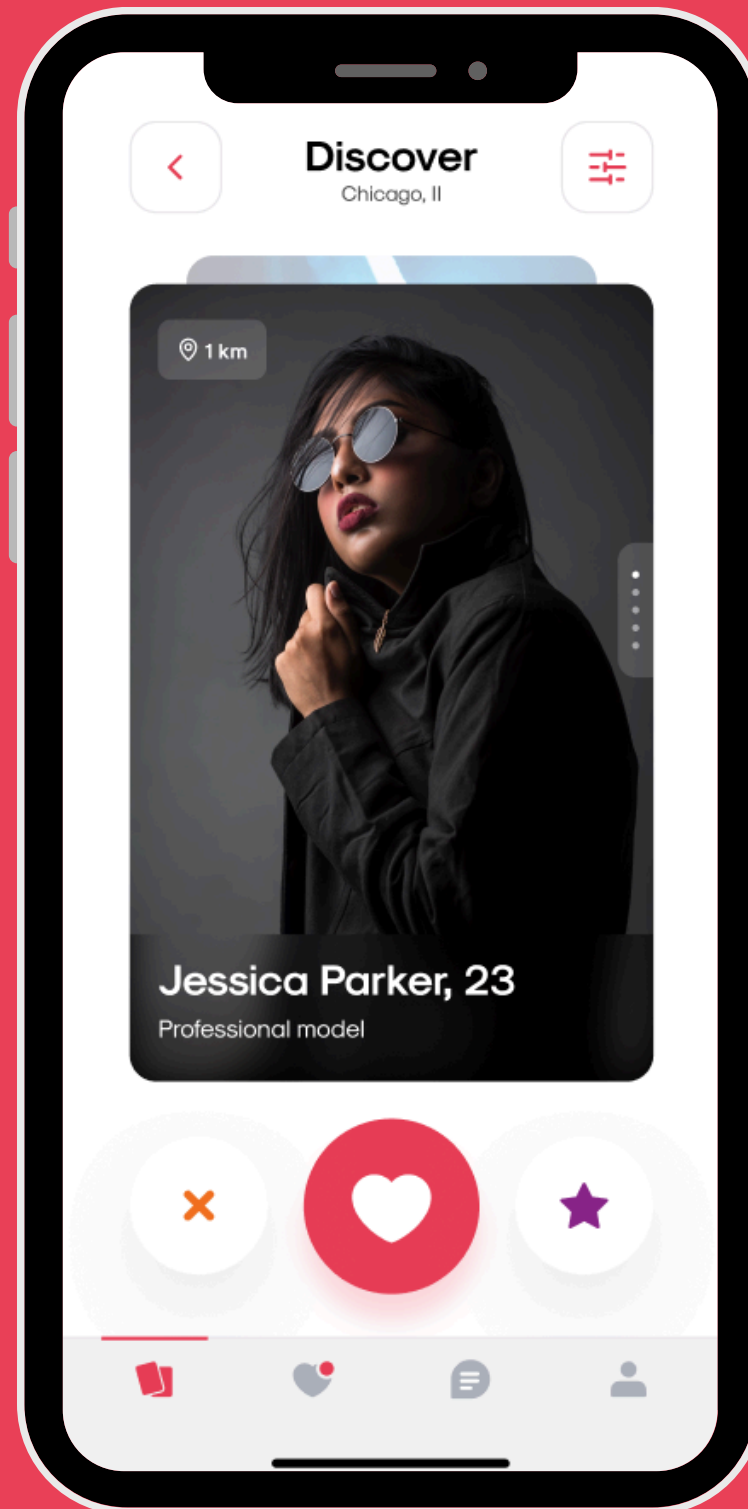 Discover
Chicago, Il
1 km
Jessica Parker, 23
Professional model